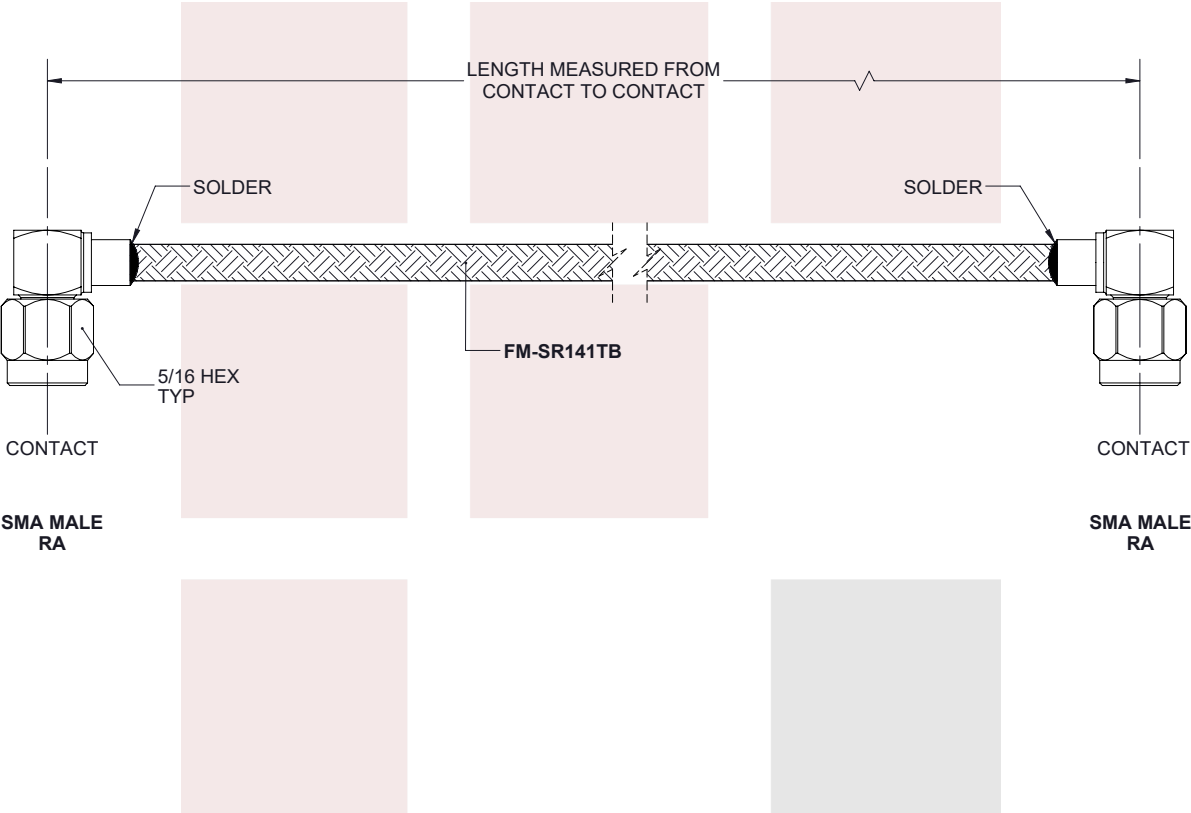 LENGTH MEASURED FROM
CONTACT TO CONTACT
SOLDER
SOLDER
FM-SR141TB
5/16 HEX
TYP
CONTACT
CONTACT
SMA MALE
RA
SMA MALE
RA